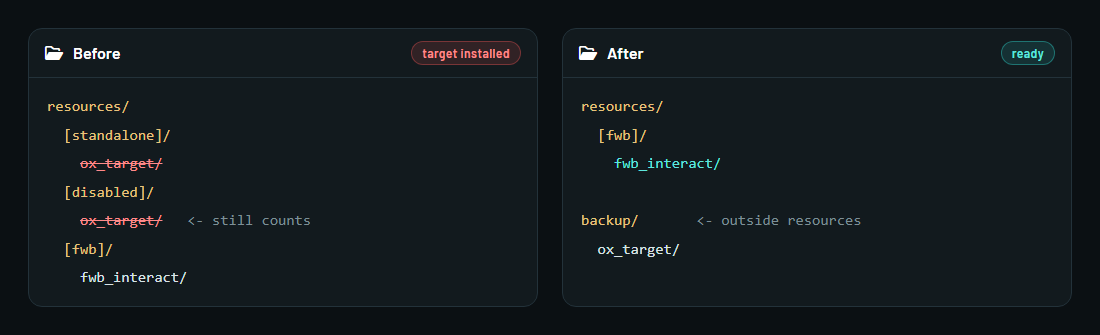 Before
target installed
resources/
[standalone]/
ox_target/
[disabled]/
ox_target/ <- still counts
[fwb]/
fwb_interact/
After
ready
resources/
[fwb]/
fwb_interact/
backup/ <- outside resources
ox_target/